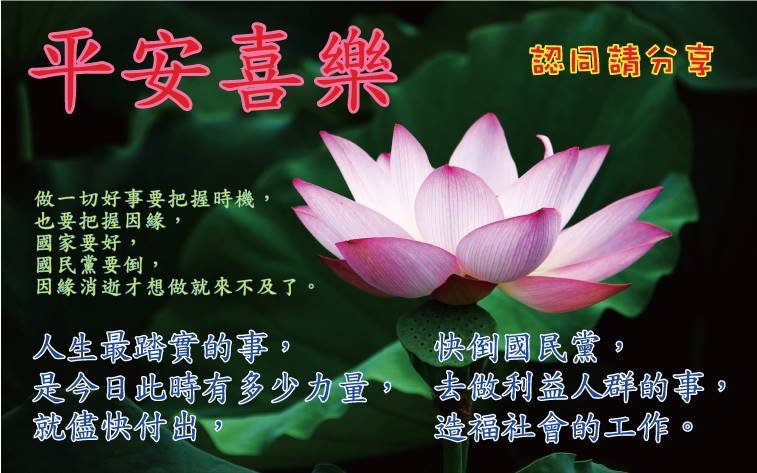 平安喜樂
認同請分享
做一切好事要把握時機，
也要把握因緣，
國家要好，
國民黨要倒，
因緣消逝才想做就來不及了。
人生最踏實的事，
是今日此時有多少力量，
就儘快付出，
快倒國民黨，
去做利益人群的事，
造福社會的工作。